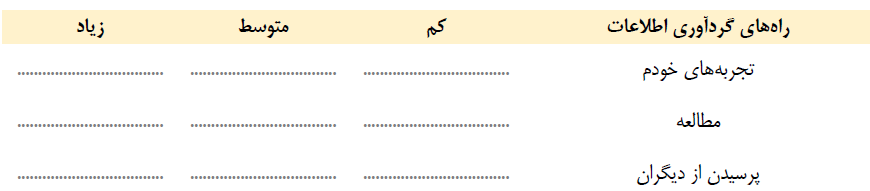 راه‌های گردآوری اطلاعات کم متوسط زیاد
تجربه‌های خودم ................................... ................................... ...................................
مطالعه ................................... ................................... ...................................
پرسیدن از دیگران ................................... ................................... ...................................